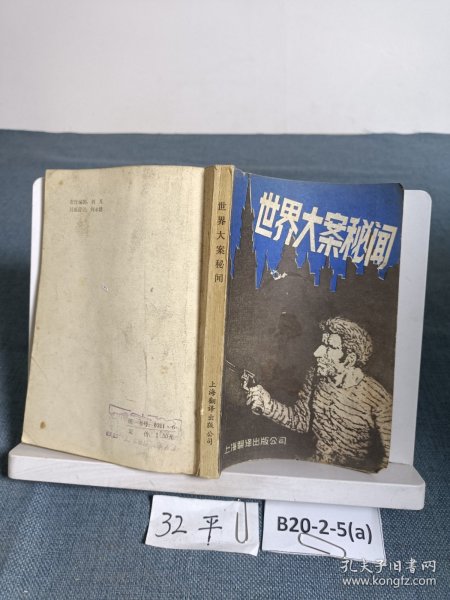 世界大案秘闻
上海翻译出版公司
世界大案秘闻
上海翻译出版公司
32平
B20-2-5(a)
孔夫子旧书网
www.kongfz.com